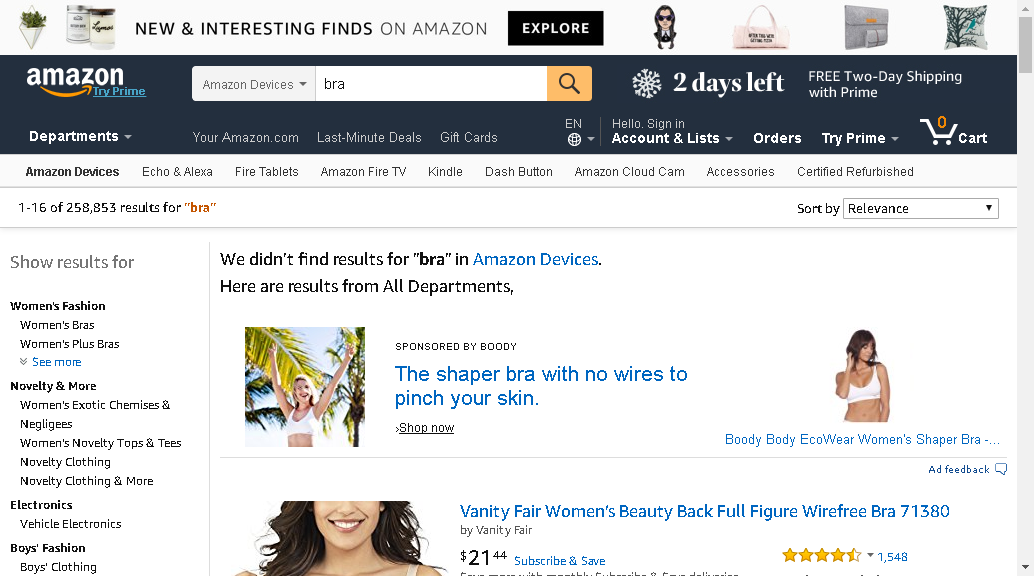 NEW & INTERESTING FINDS ON AMAZON
EXPLORE
amazon
Try Prime
Amazon Devices
bra
2 days left
FREE Two-Day Shipping
with Prime
Departments
Your Amazon.com
Last-Minute Deals
Gift Cards
EN
Hello. Sign in
Account & Lists
Orders
Try Prime
0
Cart
Amazon Devices
Echo & Alexa
Fire Tablets
Amazon Fire TV
Kindle
Dash Button
Amazon Cloud Cam
Accessories
Certified Refurbished
1-16 of 258,853 results for "bra"
Sort by
Relevance
Show results for
Women's Fashion
Women's Bras
Women's Plus Bras
See more
Novelty & More
Women's Exotic Chemises &
Negligees
Women's Novelty Tops & Tees
Novelty Clothing
Novelty Clothing & More
Electronics
Vehicle Electronics
Boys' Fashion
Boys' Clothing
We didn't find results for "bra" in Amazon Devices.
Here are results from All Departments,
SPONSORED BY BOODY
The shaper bra with no wires to
pinch your skin.
›Shop now
Boody Body EcoWear Women's Shaper Bra -...
Ad feedback
Vanity Fair Women's Beauty Back Full Figure Wirefree Bra 71380
by Vanity Fair
$21 44 Subscribe & Save
1,548
Save more with monthly Subscribe & Save deliveries